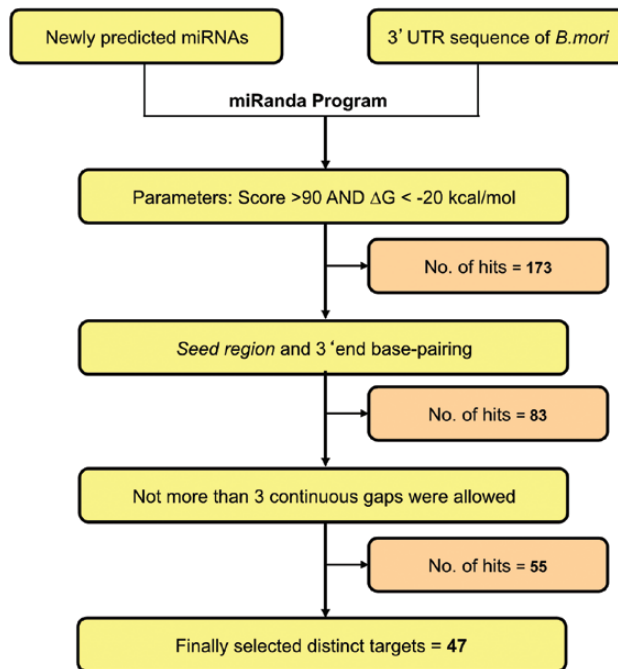 Newly predicted miRNAs
3' UTR sequence of B.mori
miRanda Program
Parameters: Score >90 AND ΔG < -20 kcal/mol
No. of hits = 173
Seed region and 3 'end base-pairing
No. of hits = 83
Not more than 3 continuous gaps were allowed
No. of hits = 55
Finally selected distinct targets = 47